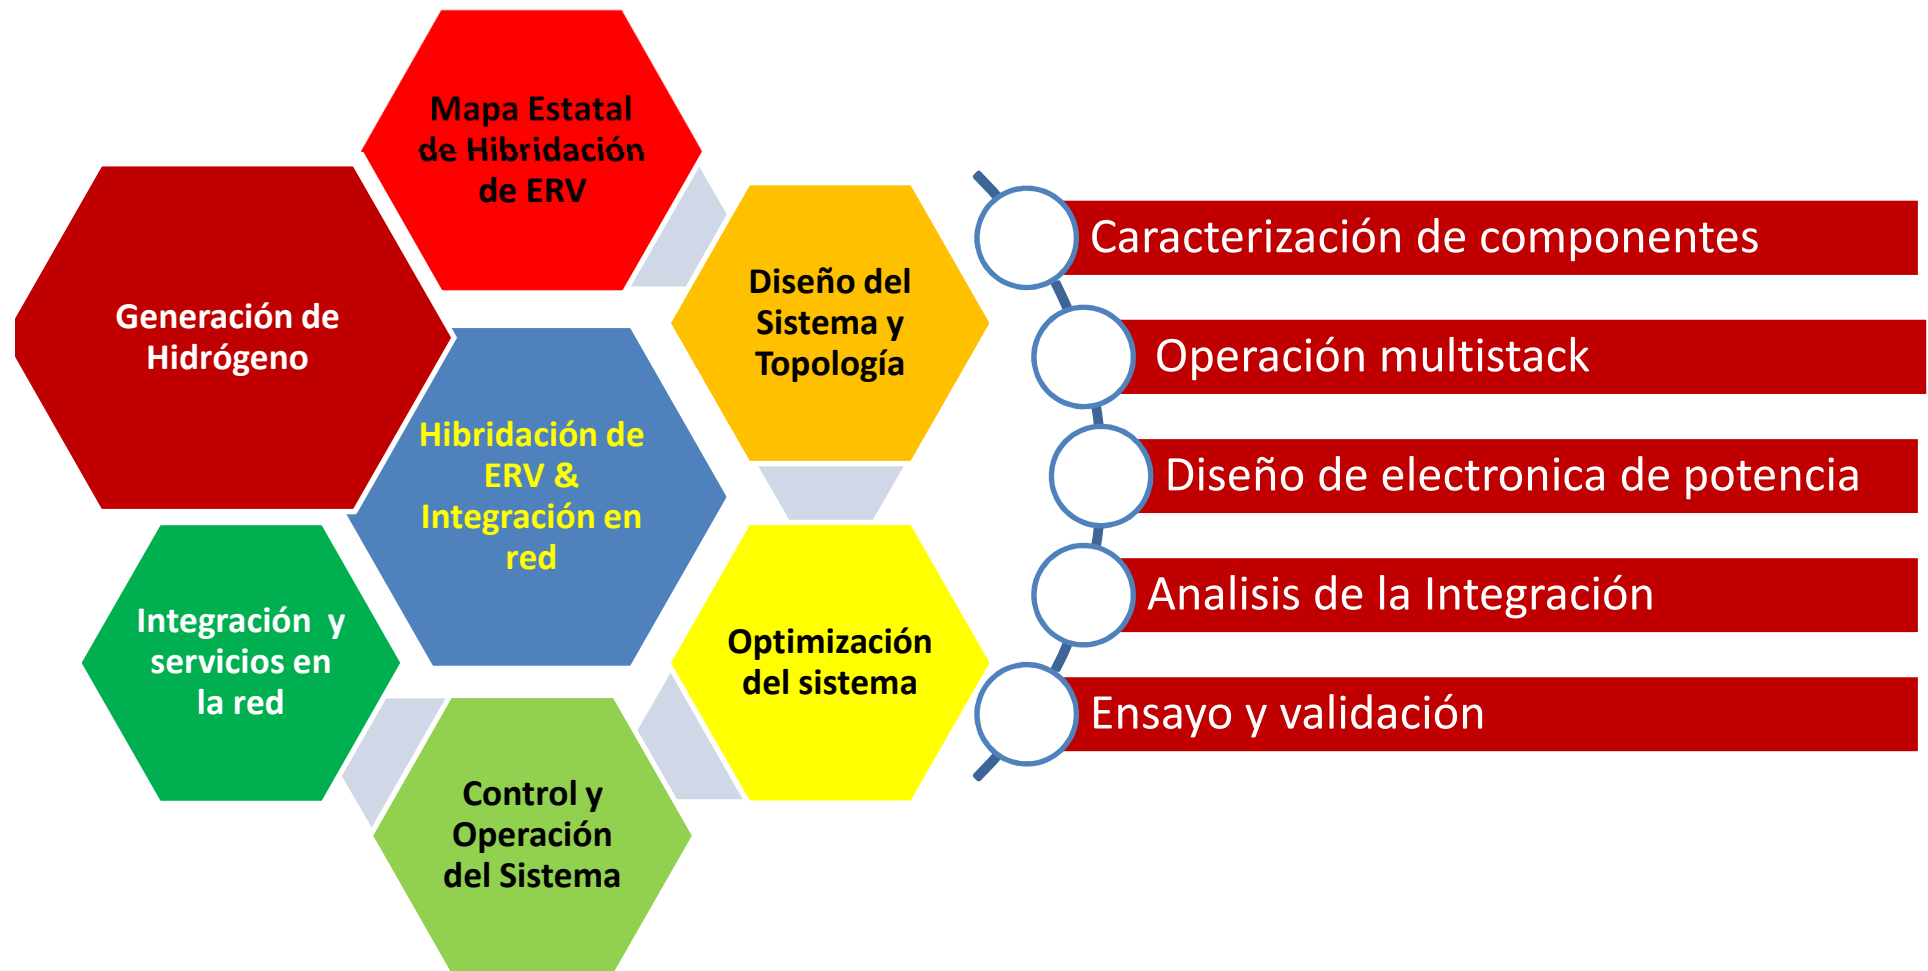 Mapa Estatal
de Hibridación
de ERV
Generación de
Hidrógeno
Diseño del
Sistema y
Topología
Hibridación de
ERV &
Integración en
red
Integración y
servicios en
la red
Optimización
del sistema
Control y
Operación
del Sistema
Caracterización de componentes
Operación multistack
Diseño de electronica de potencia
Analisis de la Integración
Ensayo y validación